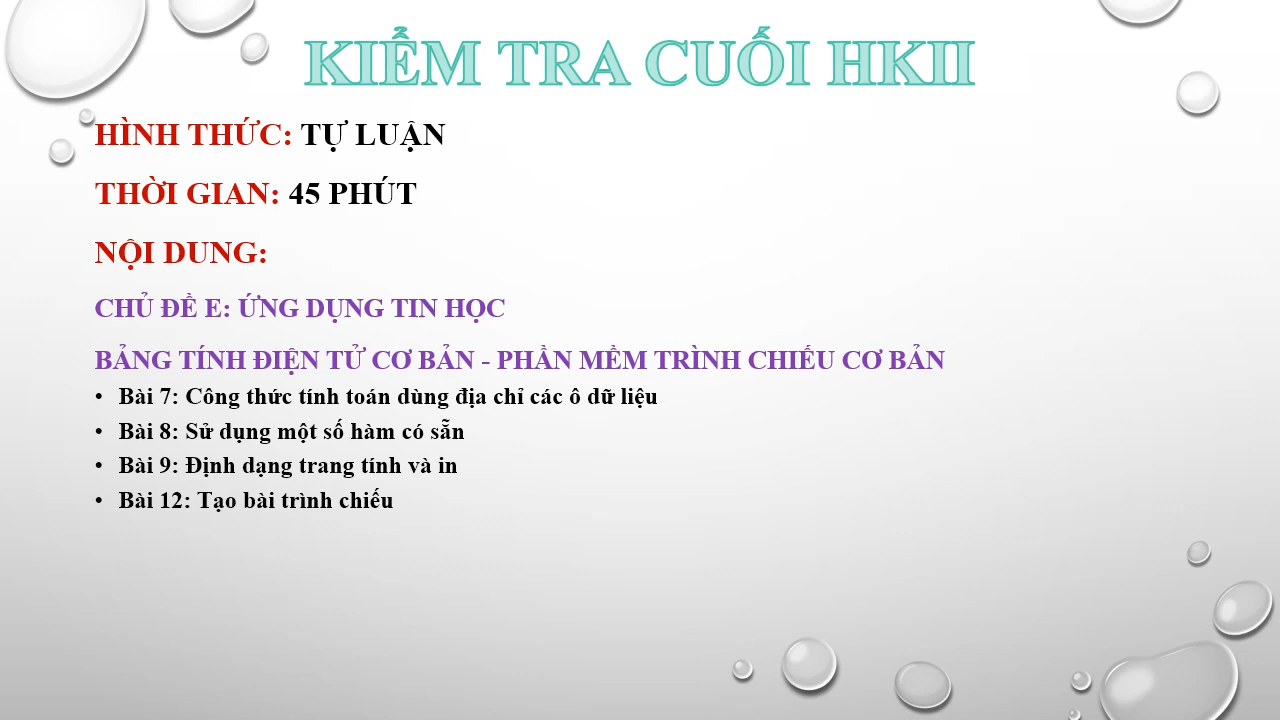 KIỂM TRA CUỐI HKII
HÌNH THỨC: TỰ LUẬN
THỜI GIAN: 45 PHÚT
NỘI DUNG:
CHỦ ĐỀ E: ỨNG DỤNG TIN HỌC
BẢNG TÍNH ĐIỆN TỬ CƠ BẢN - PHẦN MỀM TRÌNH CHIẾU CƠ BẢN
• Bài 7: Công thức tính toán dùng địa chỉ các ô dữ liệu
• Bài 8: Sử dụng một số hàm có sẵn
• Bài 9: Định dạng trang tính và in
• Bài 12: Tạo bài trình chiếu